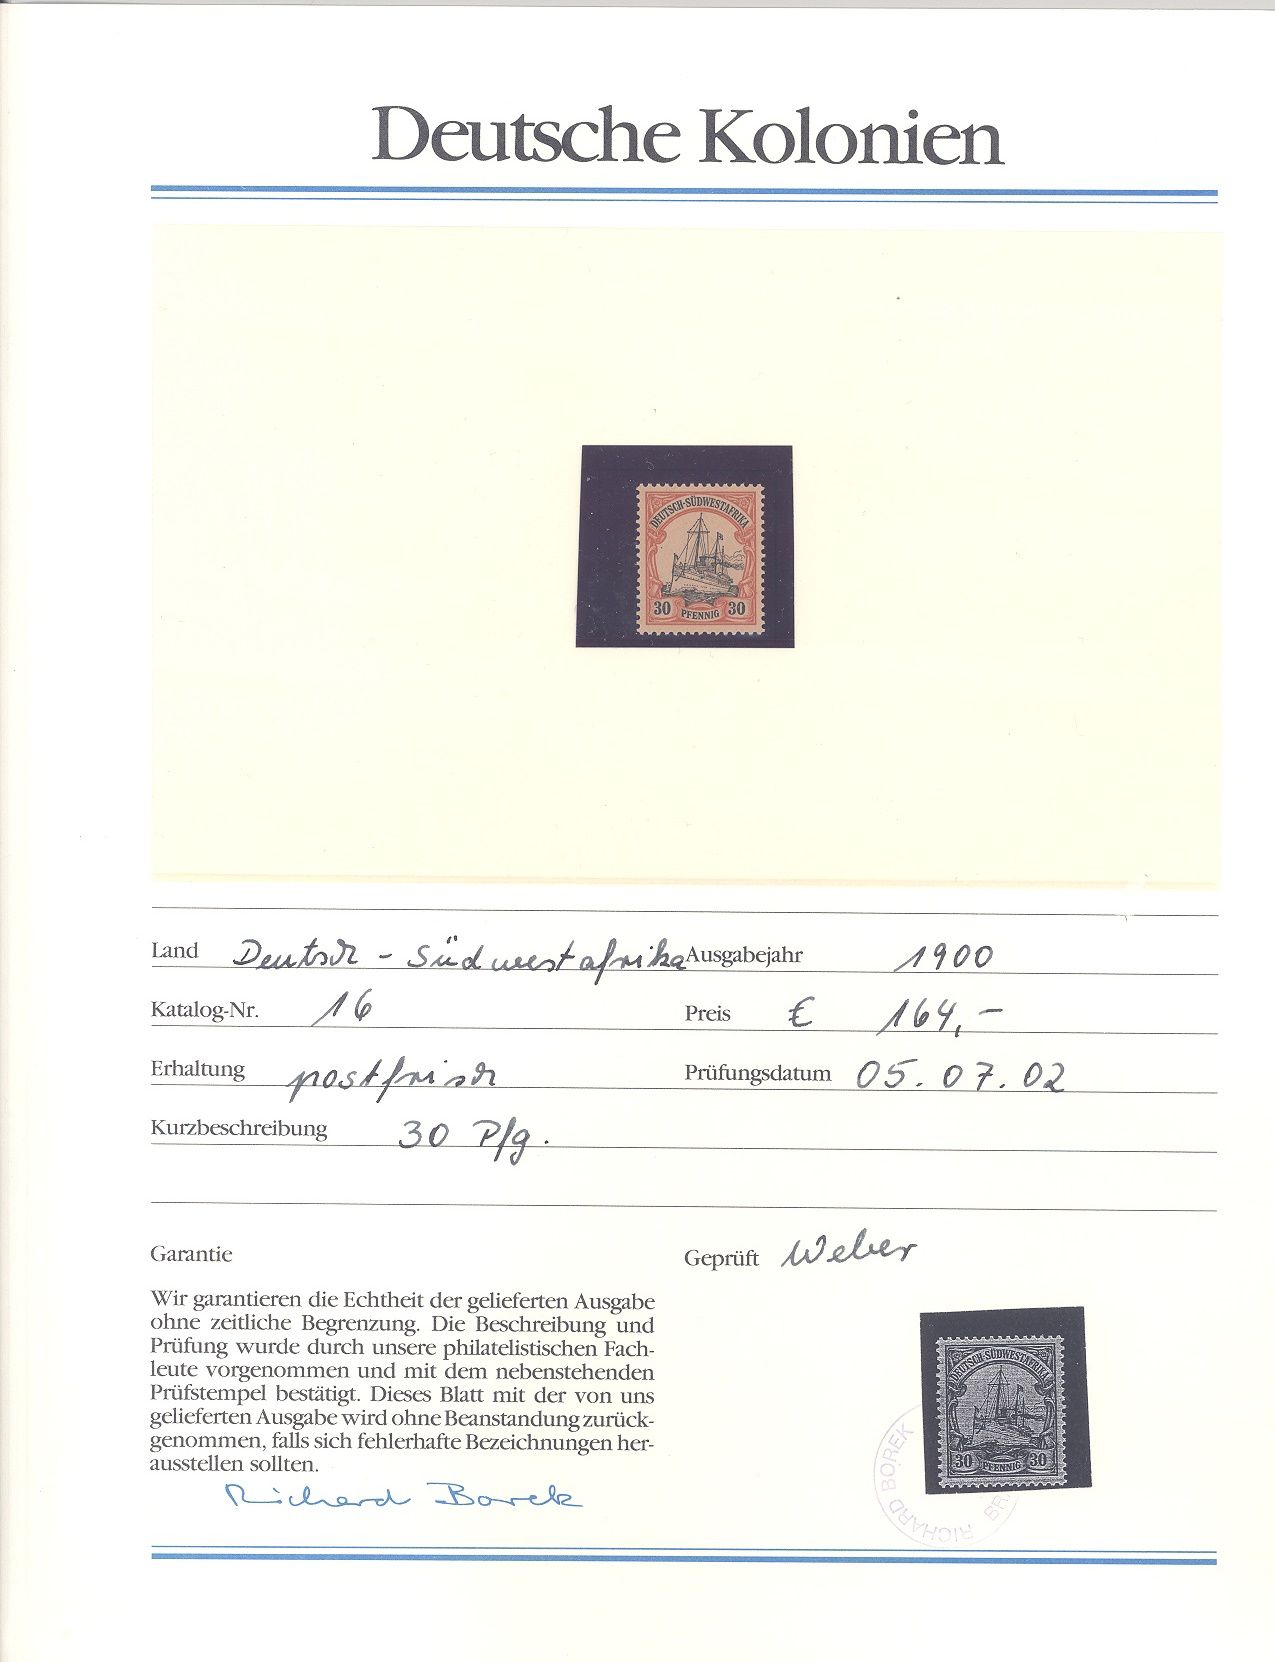 Deutsche Kolonien
DEUTSCH-SÜDWESTAFRIKA
30 PFENNIG 30
Land Deutsch - Südwestafrika Ausgabejahr 1900
Katalog-Nr. 16 Preis € 164,-
Erhaltung postfrisch Prüfungsdatum 05.07.02
Kurzbeschreibung 30 Pfg.
Garantie
Geprüft Weber
Wir garantieren die Echtheit der gelieferten Ausgabe
ohne zeitliche Begrenzung. Die Beschreibung und
Prüfung wurde durch unsere philatelistischen Fach-
leute vorgenommen und mit dem nebenstehenden
Prüfstempel bestätigt. Dieses Blatt mit der von uns
gelieferten Ausgabe wird ohne Beanstandung zurück-
genommen, falls sich fehlerhafte Bezeichnungen her-
ausstellen sollten.
Richard Borek
DEUTSCH-SÜDWESTAFRIKA
30 PFENNIG 30
RICHARD BOREK